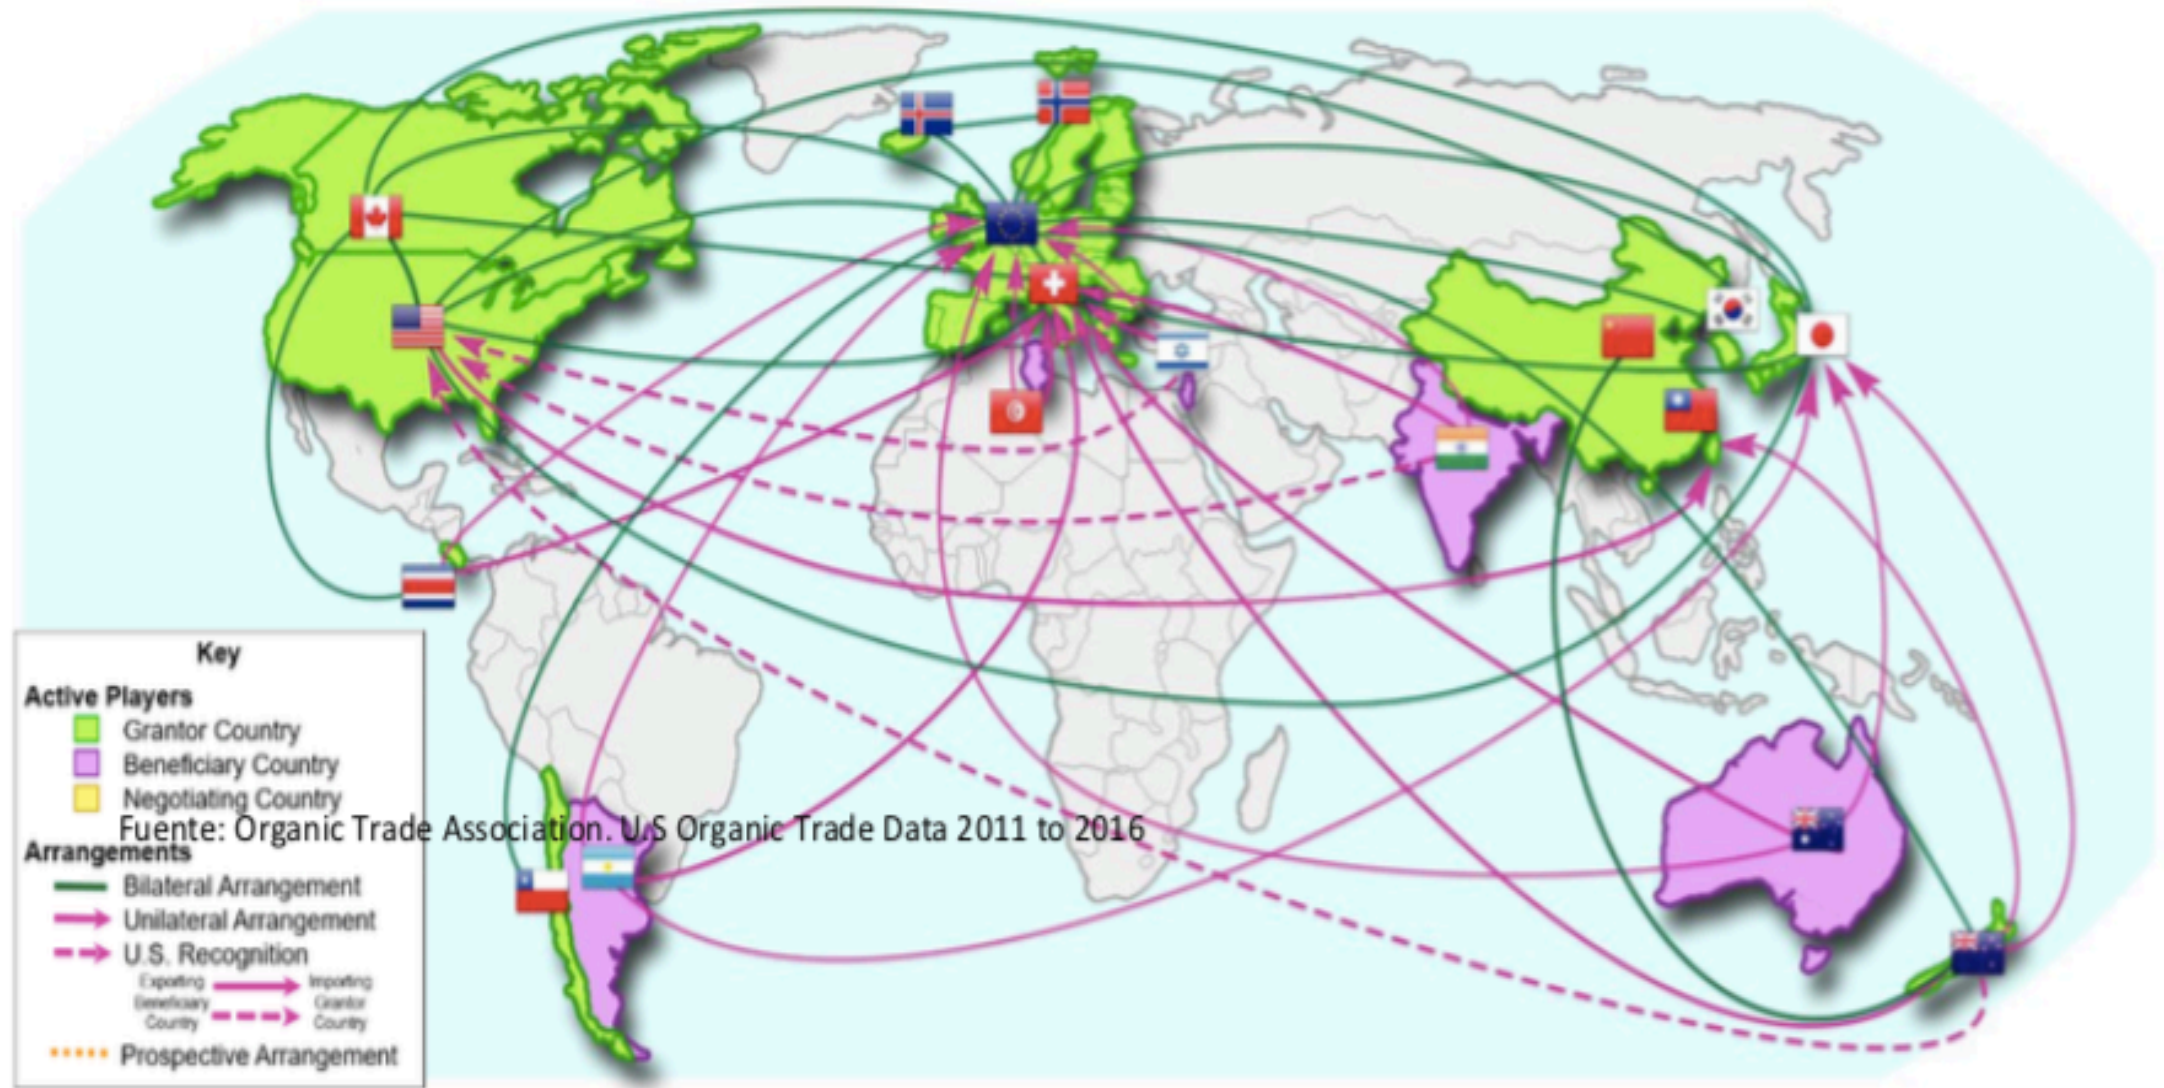 Key
Active Players
Grantor Country
Beneficiary Country
Negotiating Country
Fuente: Organic Trade Association. U.S Organic Trade Data 2011 to 2016
Arrangements
Bilateral Arrangement
Unilateral Arrangement
U.S. Recognition
Exporting Importing
Beneficiary Grantor
Country Country
Prospective Arrangement